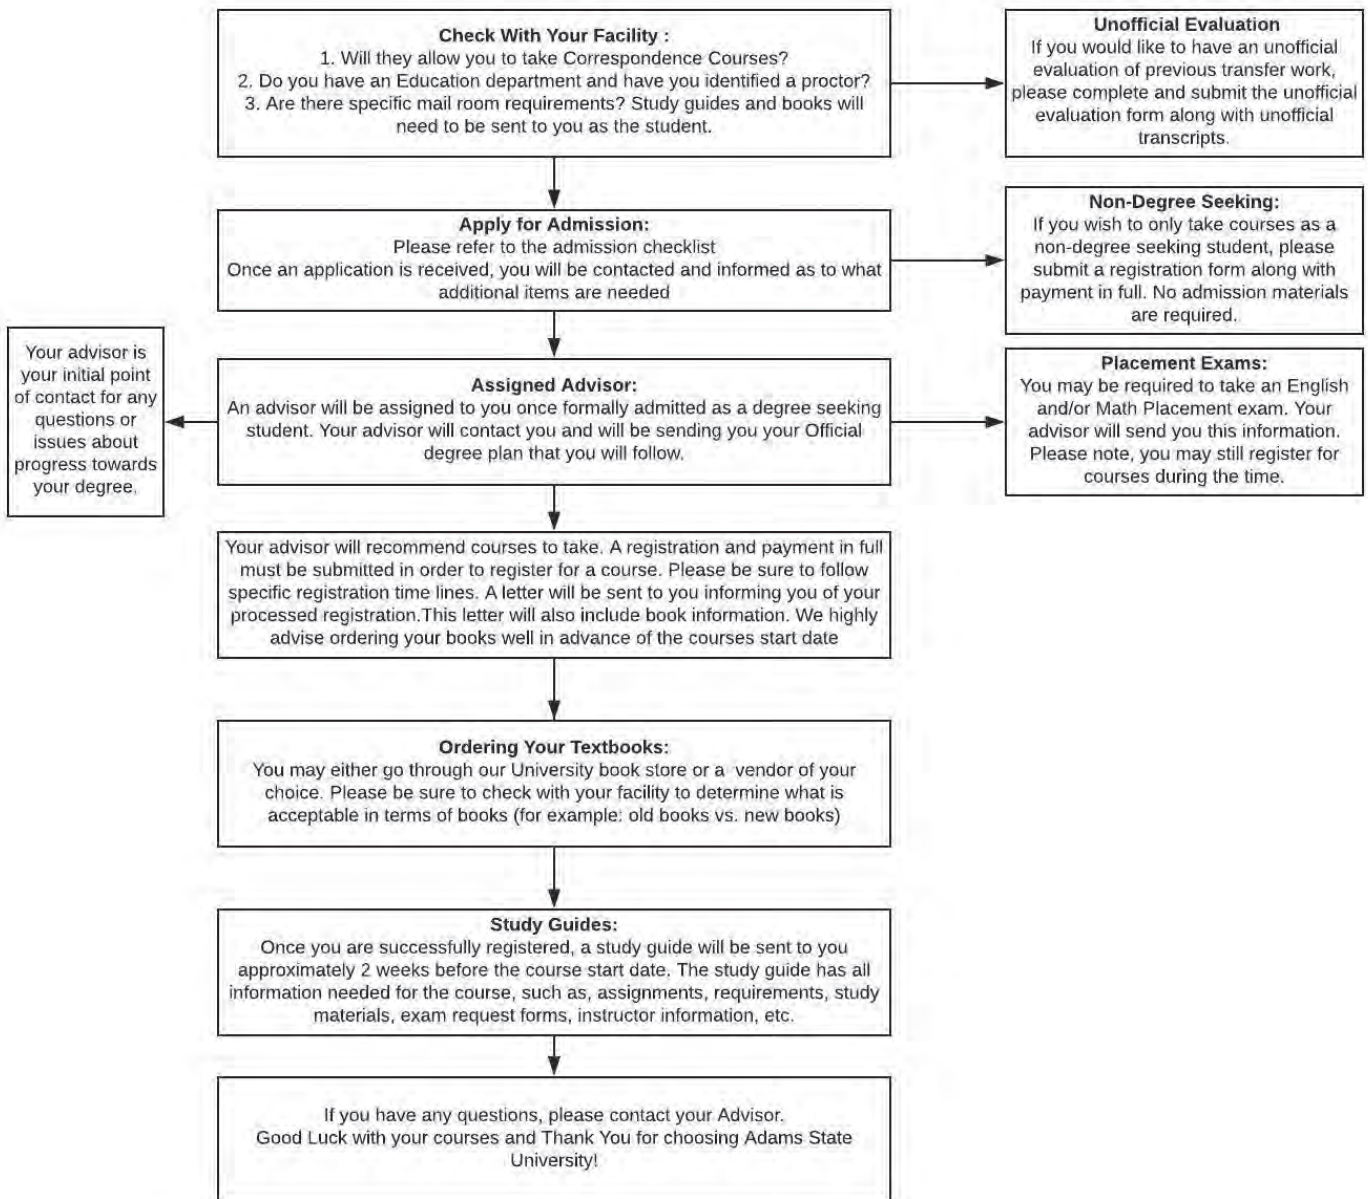 Check With Your Facility :
1. Will they allow you to take Correspondence Courses?
2. Do you have an Education department and have you identified a proctor?
3. Are there specific mail room requirements? Study guides and books will
need to be sent to you as the student.
Unofficial Evaluation
If you would like to have an unofficial
evaluation of previous transfer work,
please complete and submit the unofficial
evaluation form along with unofficial
transcripts.
Apply for Admission:
Please refer to the admission checklist
Once an application is received, you will be contacted and informed as to what
additional items are needed
Non-Degree Seeking:
If you wish to only take courses as a
non-degree seeking student, please
submit a registration form along with
payment in full. No admission materials
are required.
Your advisor is
your initial point
of contact for any
questions or
issues about
progress towards
your degree.
Assigned Advisor:
An advisor will be assigned to you once formally admitted as a degree seeking
student. Your advisor will contact you and will be sending you your Official
degree plan that you will follow.
Placement Exams:
You may be required to take an English
and/or Math Placement exam. Your
advisor will send you this information.
Please note, you may still register for
courses during the time.
Your advisor will recommend courses to take. A registration and payment in full
must be submitted in order to register for a course. Please be sure to follow
specific registration time lines. A letter will be sent to you informing you of your
processed registration.This letter will also include book information. We highly
advise ordering your books well in advance of the courses start date
Ordering Your Textbooks:
You may either go through our University book store or a  vendor of your
choice. Please be sure to check with your facility to determine what is
acceptable in terms of books (for example: old books vs. new books)
Study Guides:
Once you are successfully registered, a study guide will be sent to you
approximately 2 weeks before the course start date. The study guide has all
information needed for the course, such as, assignments, requirements, study
materials, exam request forms, instructor information, etc.
If you have any questions, please contact your Advisor.
Good Luck with your courses and Thank You for choosing Adams State
University!